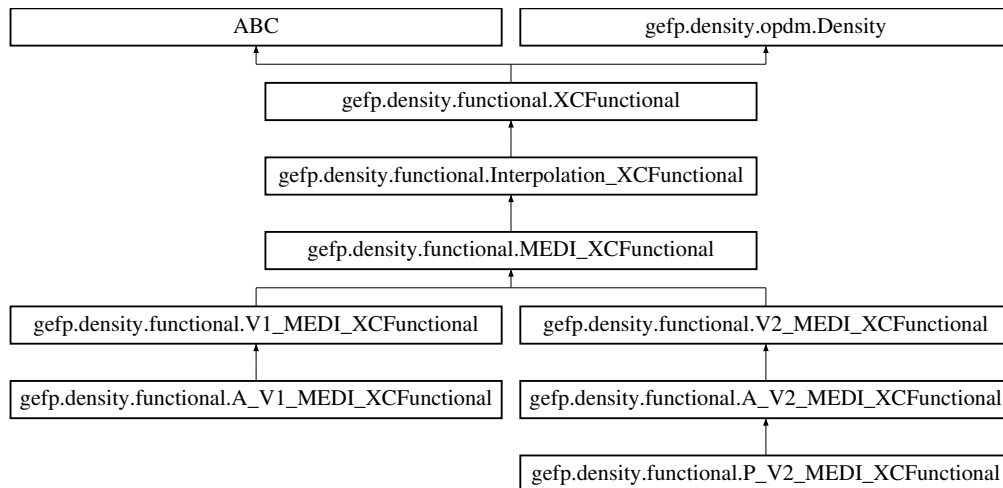 ABC
gefp.density.opdm.Density
gefp.density.functional.XCFunctional
gefp.density.functional.Interpolation_XCFunctional
gefp.density.functional.MEDI_XCFunctional
gefp.density.functional.V1_MEDI_XCFunctional
gefp.density.functional.V2_MEDI_XCFunctional
gefp.density.functional.A_V1_MEDI_XCFunctional
gefp.density.functional.A_V2_MEDI_XCFunctional
gefp.density.functional.P_V2_MEDI_XCFunctional